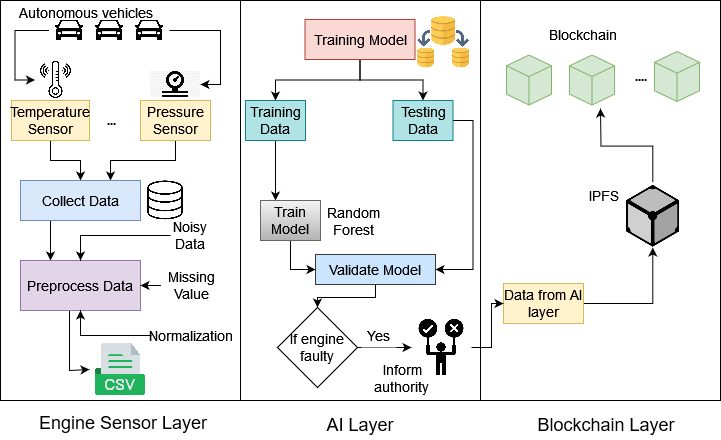 Autonomous vehicles
Temperature
Sensor
...
Pressure
Sensor
Collect Data
Noisy
Data
Preprocess Data
Missing
Value
Normalization
CSV
Engine Sensor Layer
Training Model
Training
Data
Testing
Data
Train
Model
Random
Forest
Validate Model
If engine
faulty
Yes
Inform
authority
AI Layer
Blockchain
....
IPFS
Data from AI
layer
Blockchain Layer